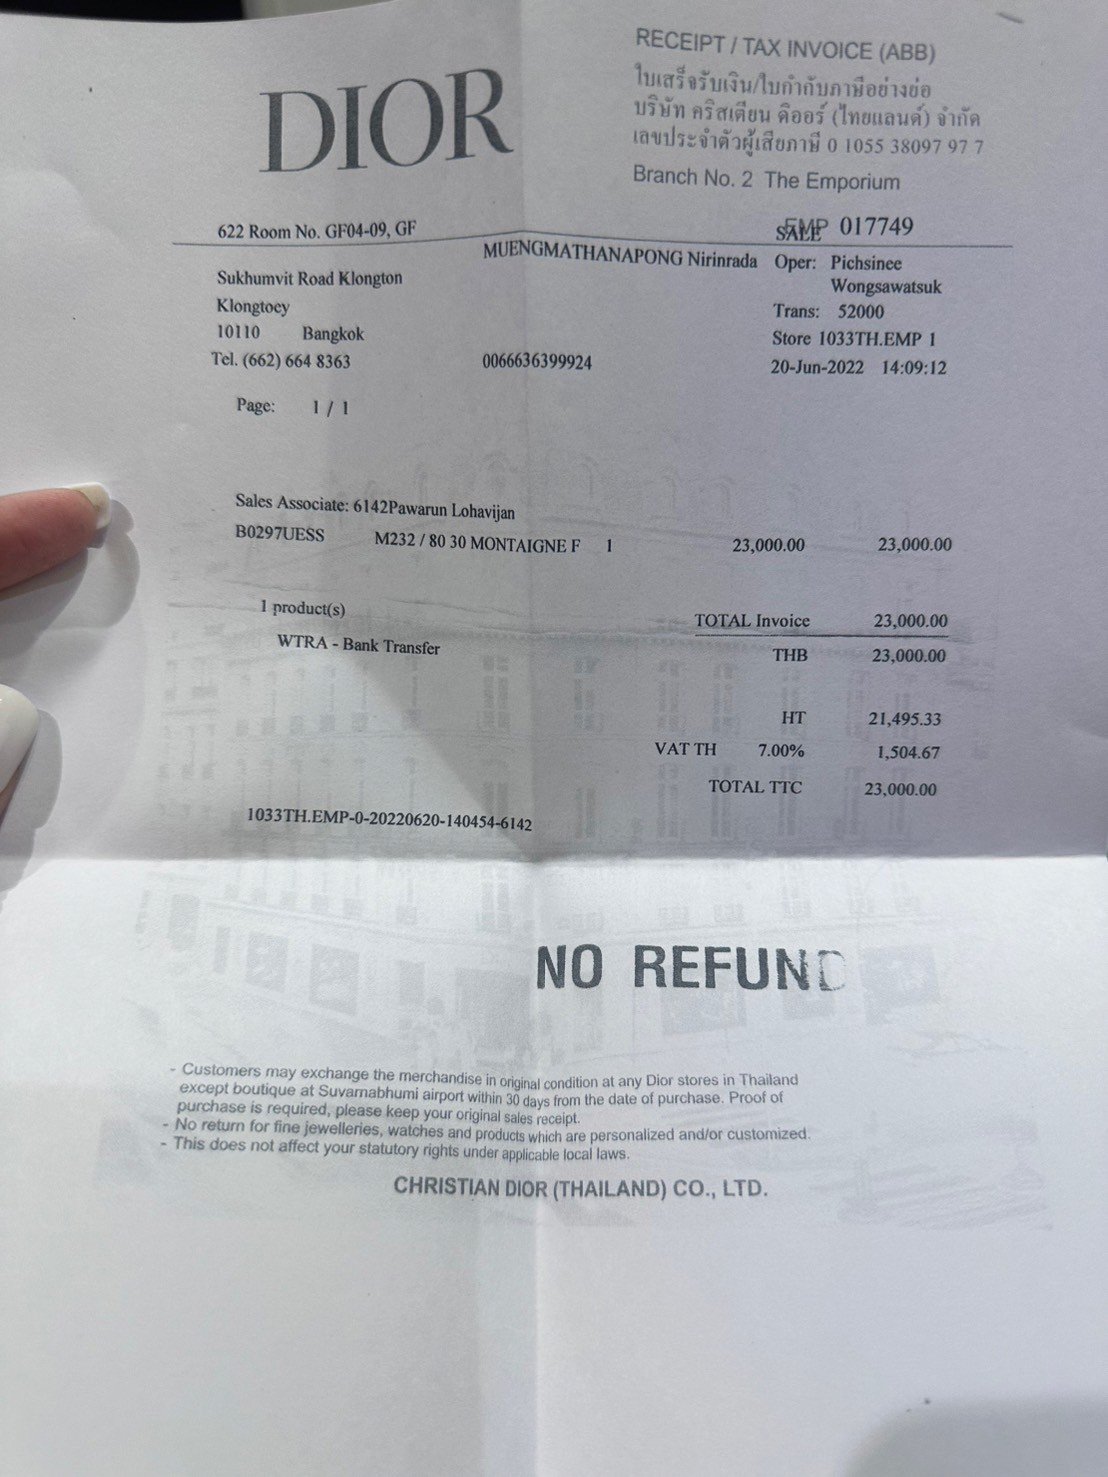 DIOR
RECEIPT / TAX INVOICE (ABB)
ใบเสร็จรับเงิน/ใบกำกับภาษีอย่างย่อ
บริษัท คริสเตียน ดิออร์ (ไทยแลนด์) จำกัด
เลขประจำตัวผู้เสียภาษี 0 1055 38097 97 7
Branch No. 2 The Emporium
622 Room No. GF04-09, GF
EMP 017749
SALE
MUENGMATHANAPONG Nirinrada
Oper: Pichsinee
Wongsawatsuk
Sukhumvit Road Klongton
Klongtoey
Trans: 52000
10110 Bangkok
Store 1033TH.EMP 1
Tel. (662) 664 8363
0066636399924
20-Jun-2022 14:09:12
Page: 1 / 1
Sales Associate: 6142Pawarun Lohavijan
B0297UESS M232 / 80 30 MONTAIGNE F 1 23,000.00 23,000.00
1 product(s)
TOTAL Invoice 23,000.00
WTRA - Bank Transfer
THB 23,000.00
HT 21,495.33
VAT TH 7.00% 1,504.67
TOTAL TTC 23,000.00
1033TH.EMP-0-20220620-140454-6142
NO REFUND
- Customers may exchange the merchandise in original condition at any Dior stores in Thailand
except boutique at Suvarnabhumi airport within 30 days from the date of purchase. Proof of
purchase is required, please keep your original sales receipt.
- No return for fine jewelleries, watches and products which are personalized and/or customized.
- This does not affect your statutory rights under applicable local laws.
CHRISTIAN DIOR (THAILAND) CO., LTD.